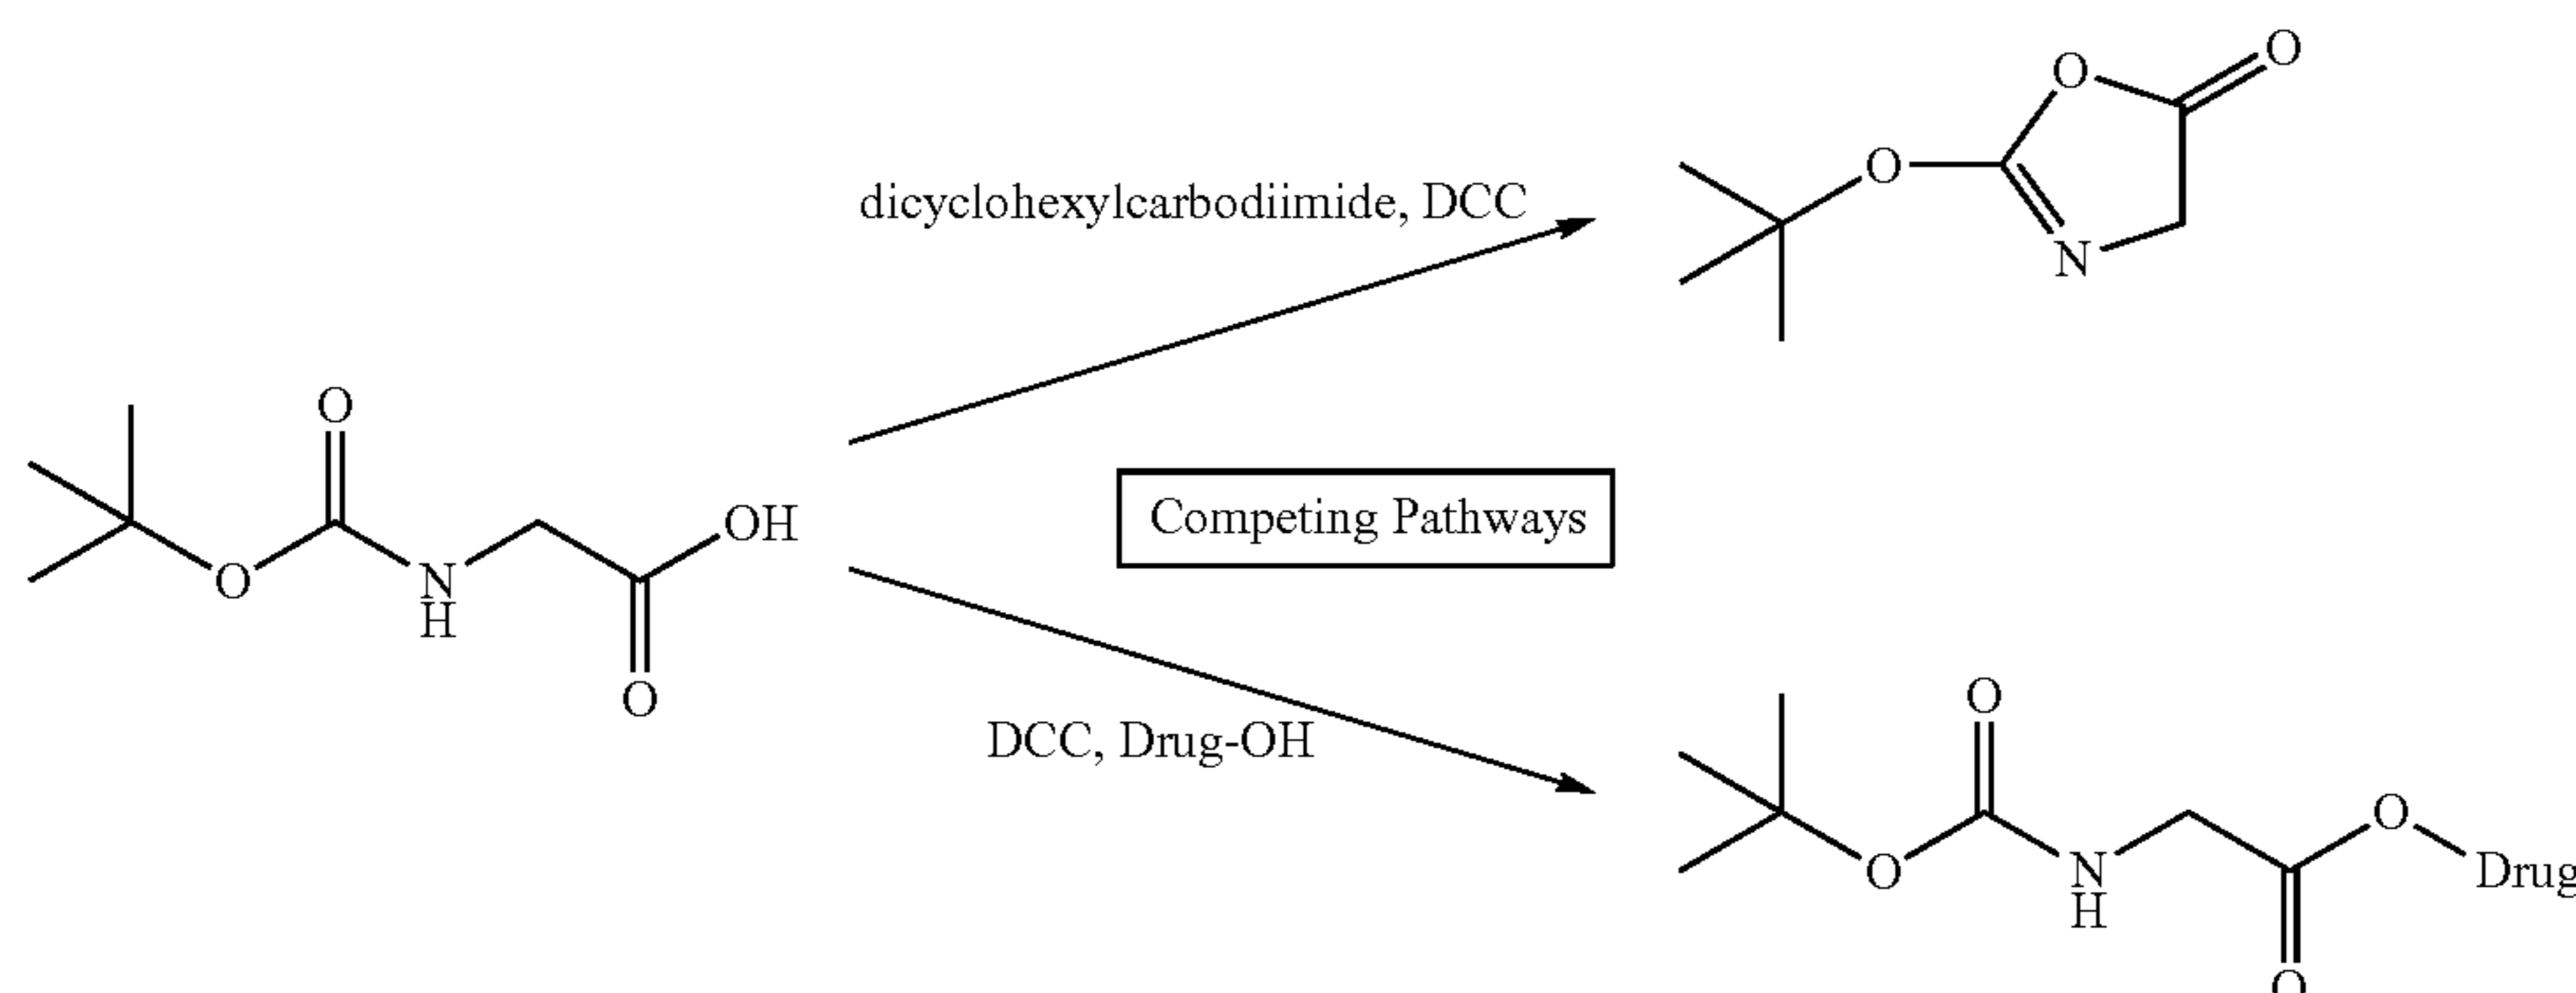 O
O
O
dicyclohexylcarbodiimide, DCC
N
O
Competing Pathways
OH
O
N
H
O
O
DCC, Drug-OH
O
O
N
H
Drug
O